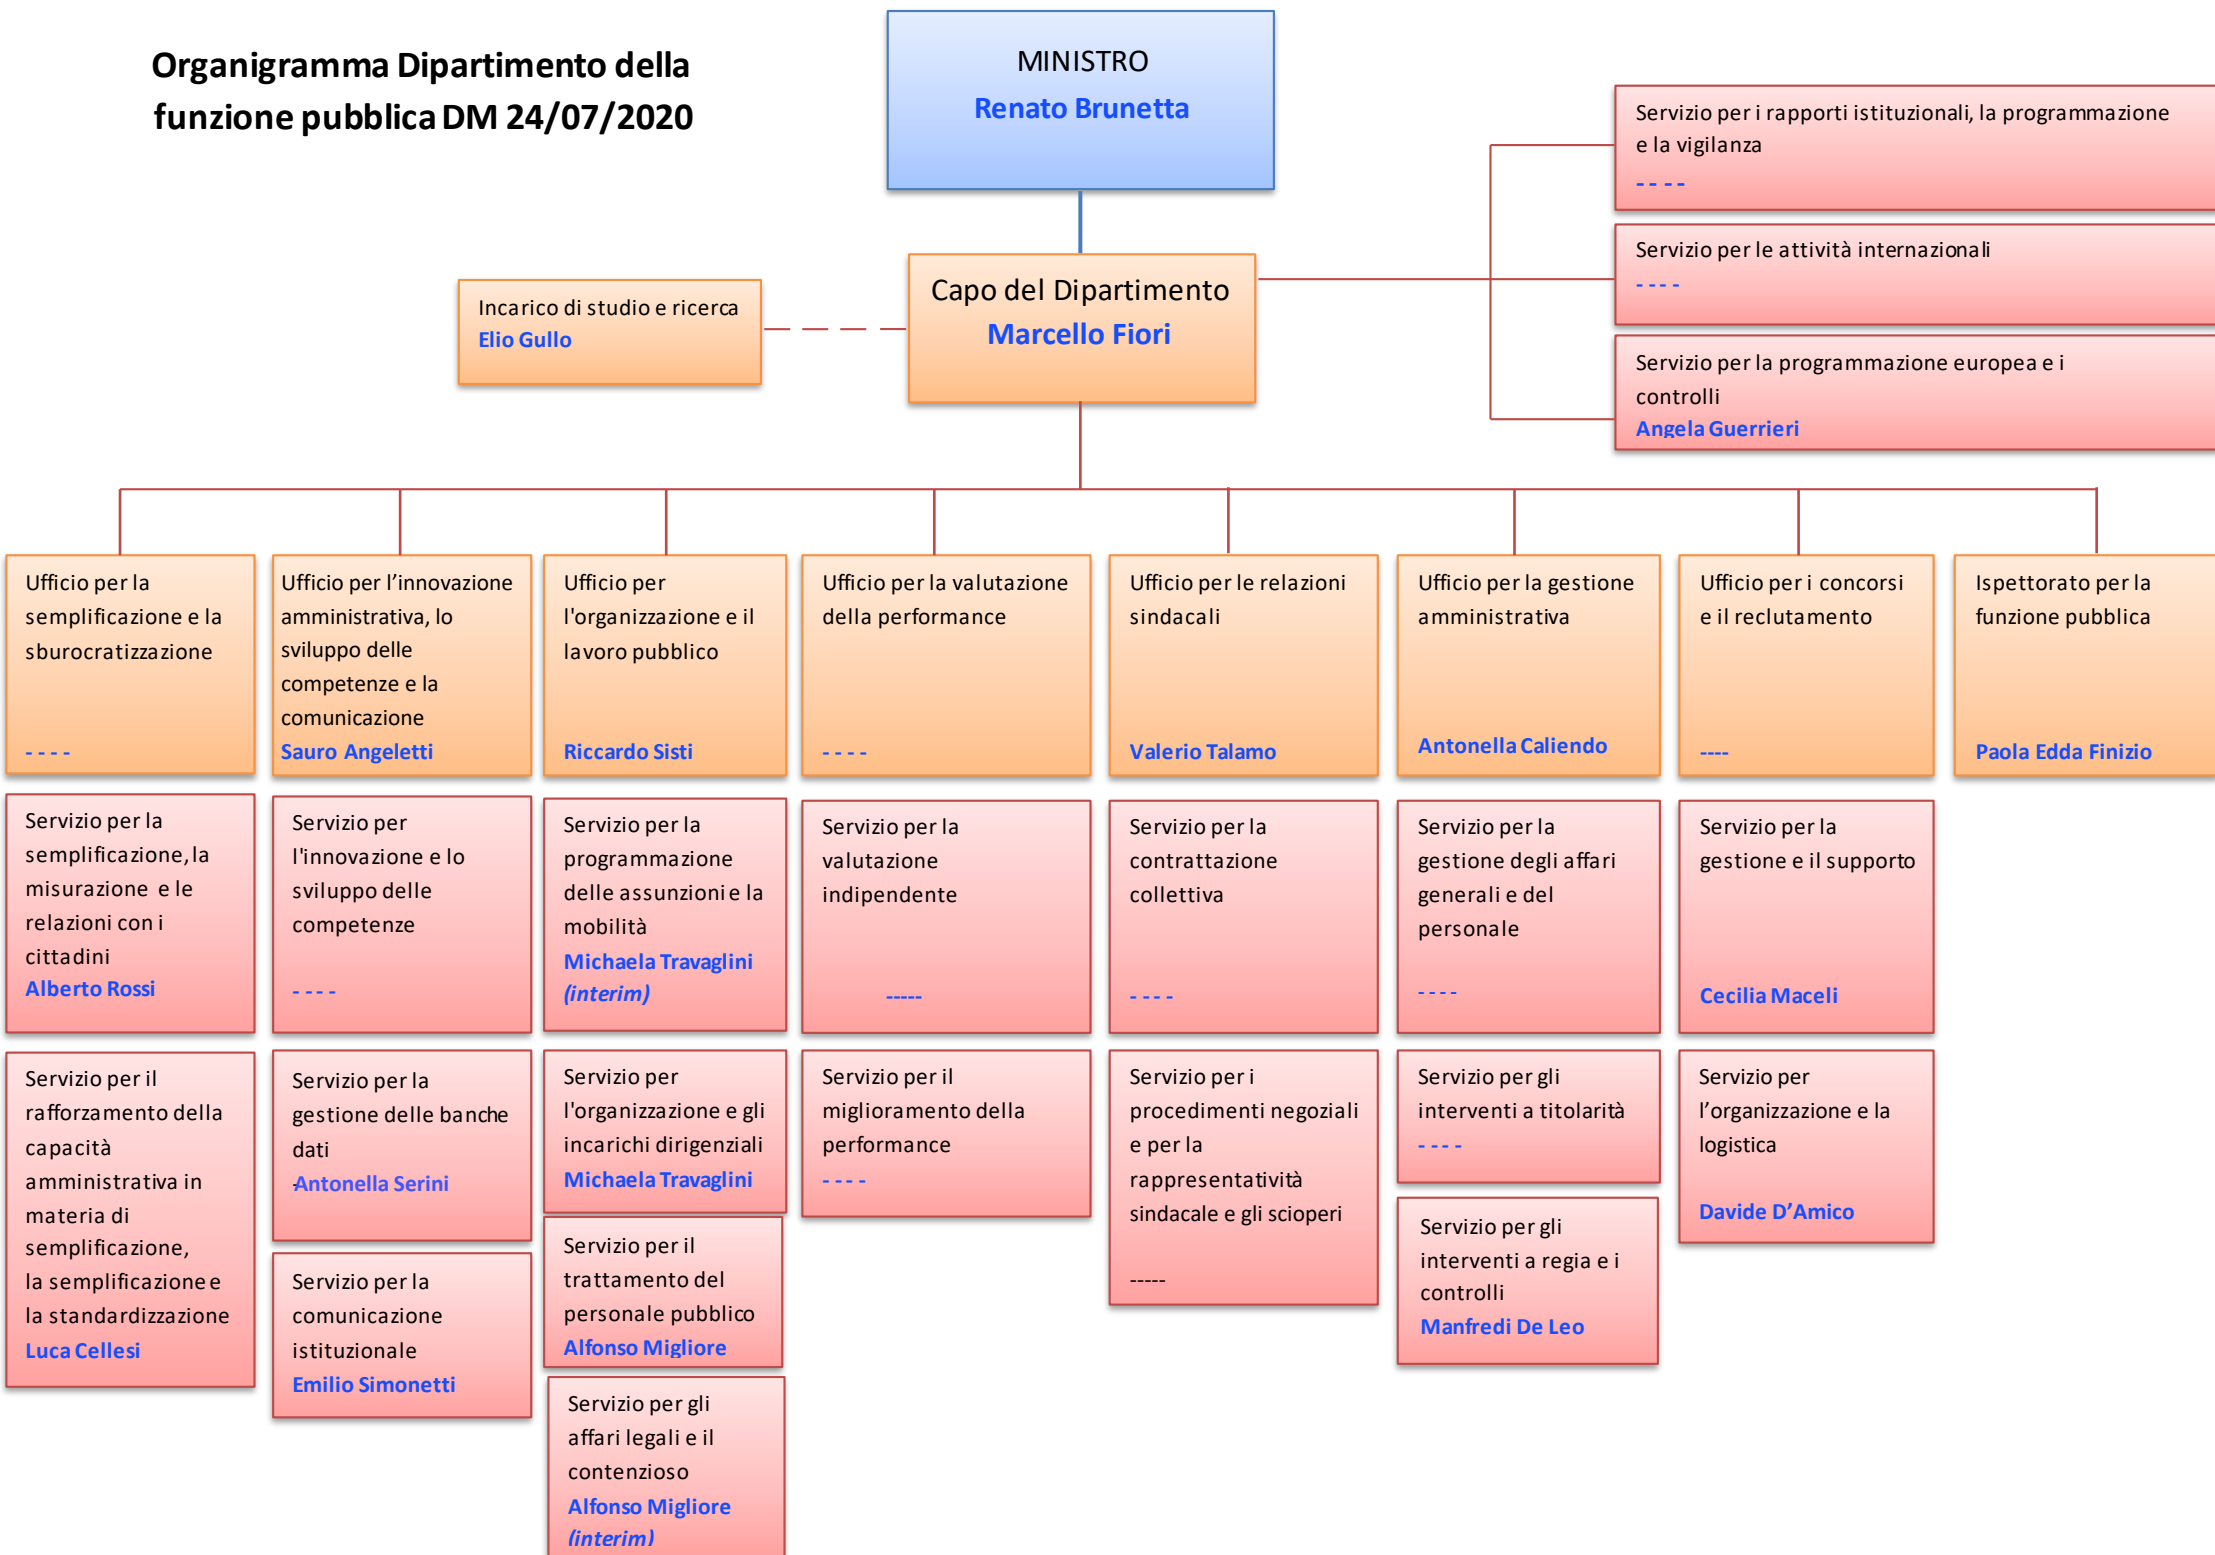 Organigramma Dipartimento della
funzione pubblica DM 24/07/2020
MINISTRO
Renato Brunetta
Servizio per i rapporti istituzionali, la programmazione
e la vigilanza
- - - -
Servizio per le attività internazionali
- - - -
Servizio per la programmazione europea e i
controlli
Angela Guerrieri
Incarico di studio e ricerca
Elio Gullo
Capo del Dipartimento
Marcello Fiori
Ufficio per la
semplificazione e la
sburocratizzazione
- - - -
Ufficio per l’innovazione
amministrativa, lo
sviluppo delle
competenze e la
comunicazione
Sauro Angeletti
Ufficio per
l'organizzazione e il
lavoro pubblico
Riccardo Sisti
Ufficio per la valutazione
della performance
- - - -
Ufficio per le relazioni
sindacali
Valerio Talamo
Ufficio per la gestione
amministrativa
Antonella Caliendo
Ufficio per i concorsi
e il reclutamento
----
Ispettorato per la
funzione pubblica
Paola Edda Finizio
Servizio per la
semplificazione, la
misurazione e le
relazioni con i
cittadini
Alberto Rossi
Servizio per
l'innovazione e lo
sviluppo delle
competenze
- - - -
Servizio per la
programmazione
delle assunzioni e la
mobilità
Michaela Travaglini
(interim)
Servizio per la
valutazione
indipendente
-----
Servizio per la
contrattazione
collettiva
- - - -
Servizio per la
gestione degli affari
generali e del
personale
- - - -
Servizio per la
gestione e il supporto
Cecilia Maceli
Servizio per il
rafforzamento della
capacità
amministrativa in
materia di
semplificazione,
la semplificazione e
la standardizzazione
Luca Cellesi
Servizio per la
gestione delle banche
dati
-Antonella Serini
Servizio per
l'organizzazione e gli
incarichi dirigenziali
Michaela Travaglini
Servizio per il
miglioramento della
performance
- - - -
Servizio per i
procedimenti negoziali
e per la
rappresentatività
sindacale e gli scioperi
-----
Servizio per gli
interventi a titolarità
- - - -
Servizio per
l’organizzazione e la
logistica
Davide D’Amico
Servizio per la
comunicazione
istituzionale
Emilio Simonetti
Servizio per il
trattamento del
personale pubblico
Alfonso Migliore
Servizio per gli
interventi a regia e i
controlli
Manfredi De Leo
Servizio per gli
affari legali e il
contenzioso
Alfonso Migliore
(interim)